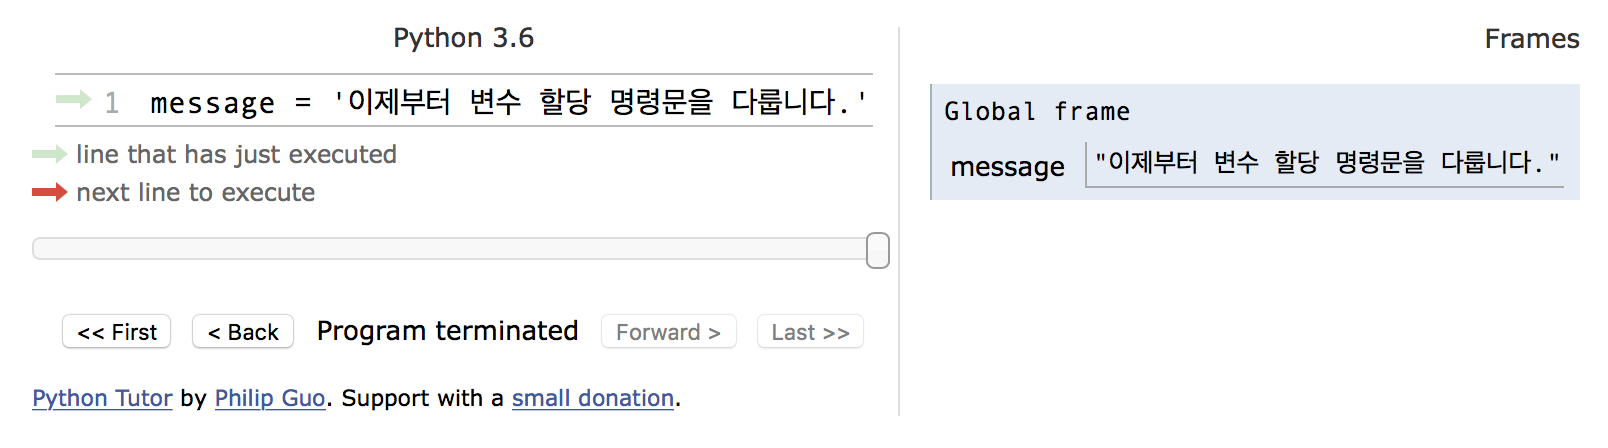 Python 3.6
1 message = '이제부터 변수 할당 명령문을 다룹니다.'
line that has just executed
next line to execute
<< First < Back Program terminated Forward > Last >>
Python Tutor by Philip Guo. Support with a small donation.
Frames
Global frame
message "이제부터 변수 할당 명령문을 다룹니다."